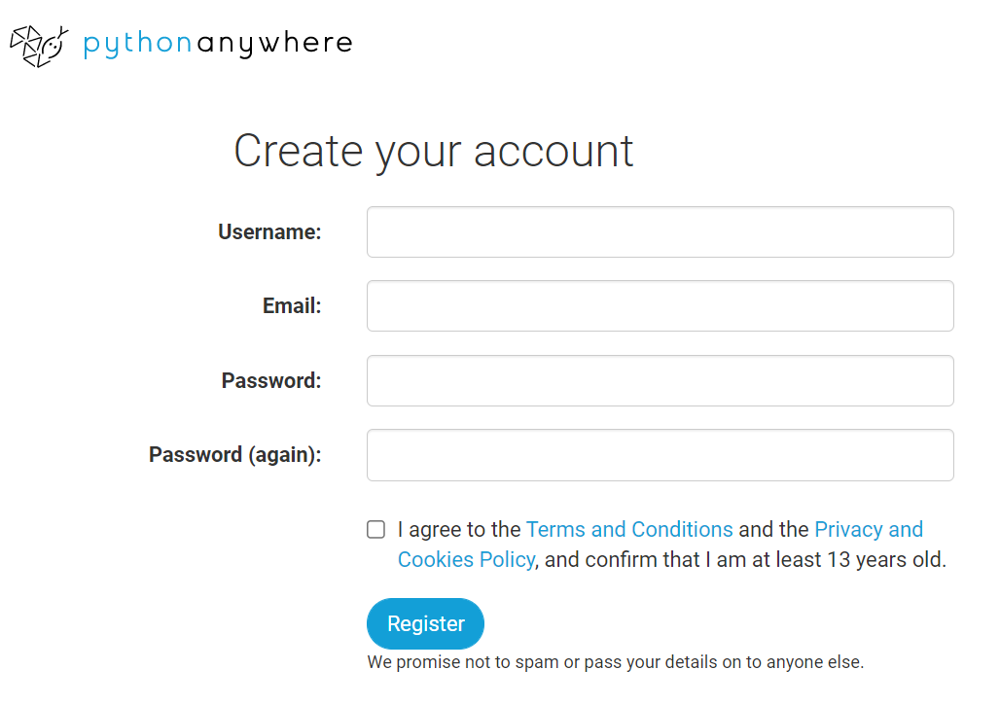 pythonanywhere
Create your account
Username:
Email:
Password:
Password (again):
I agree to the Terms and Conditions and the Privacy and
Cookies Policy, and confirm that I am at least 13 years old.
Register
We promise not to spam or pass your details on to anyone else.